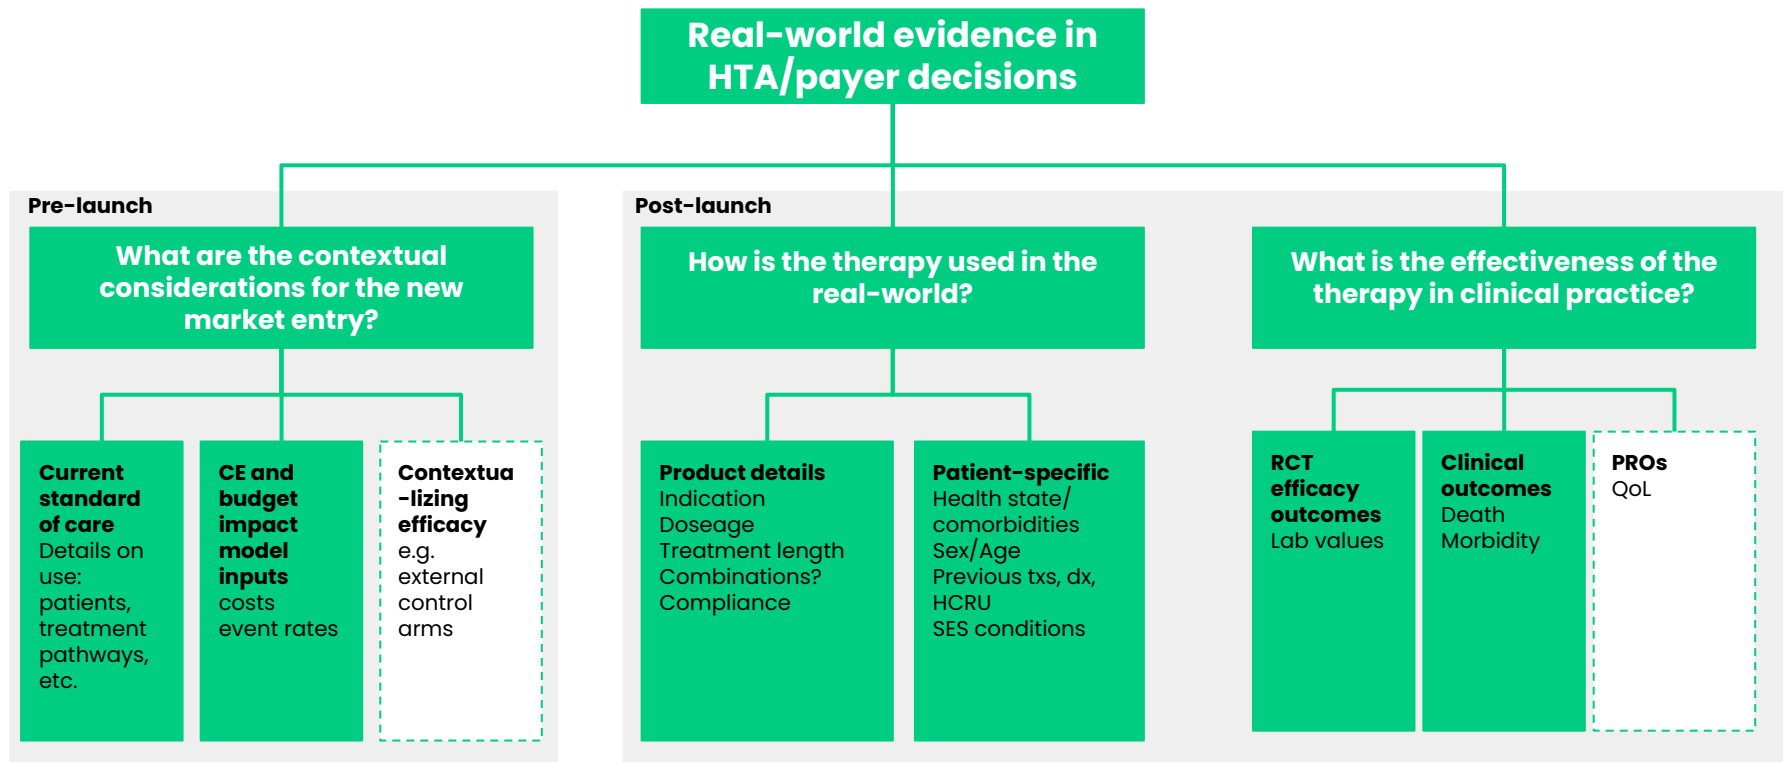 Real-world evidence in
HTA/payer decisions
Pre-launch
What are the contextual
considerations for the new
market entry?
Current
standard
of care
Details on
use:
patients,
treatment
pathways,
etc.
CE and
budget
impact
model
inputs
costs
event rates
Contextua
-lizing
efficacy
e.g.
external
control
arms
Post-launch
How is the therapy used in the
real-world?
Product details
Indication
Doseage
Treatment length
Combinations?
Compliance
Patient-specific
Health state/
comorbidities
Sex/Age
Previous txs, dx,
HCRU
SES conditions
What is the effectiveness of the
therapy in clinical practice?
RCT
efficacy
outcomes
Lab values
Clinical
outcomes
Death
Morbidity
PROs
QoL